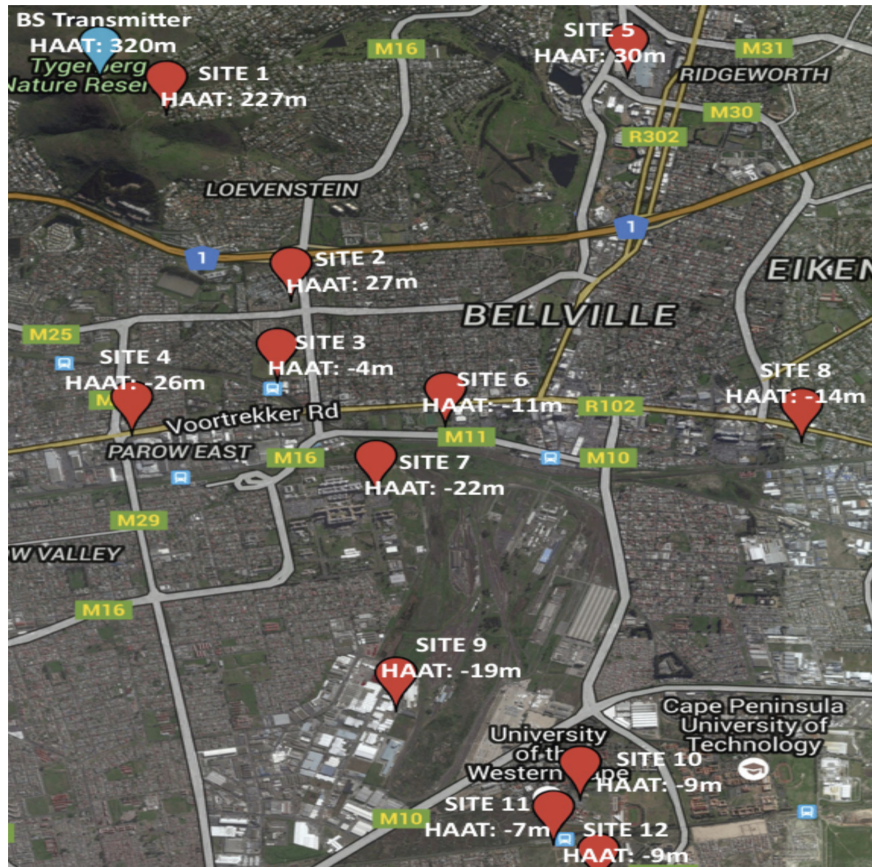 BS Transmitter
HAAT: 320m
Tygerberg
Nature Reser
SITE 1
HAAT: 227m
M16
SITE 5
HAAT: 30m
M31
RIDGEWORTH
M30
R302
LOEVENSTEIN
1
1
SITE 2
HAAT: 27m
EIKEN
BELLVILLE
M25
SITE 3
HAAT: -4m
SITE 4
HAAT: -26m
M
SITE 6
HAAT: -11m
SITE 8
HAAT: -14m
R102
Voortrekker Rd
M11
PAROW EAST
M16
SITE 7
HAAT: -22m
M10
M29
OW VALLEY
M16
SITE 9
HAAT: -19m
Cape Peninsula
University of
Technology
University
of th
Western
pe
SITE 10
HAAT: -9m
SITE 11
HAAT: -7m
M10
SITE 12
HAAT: -9m